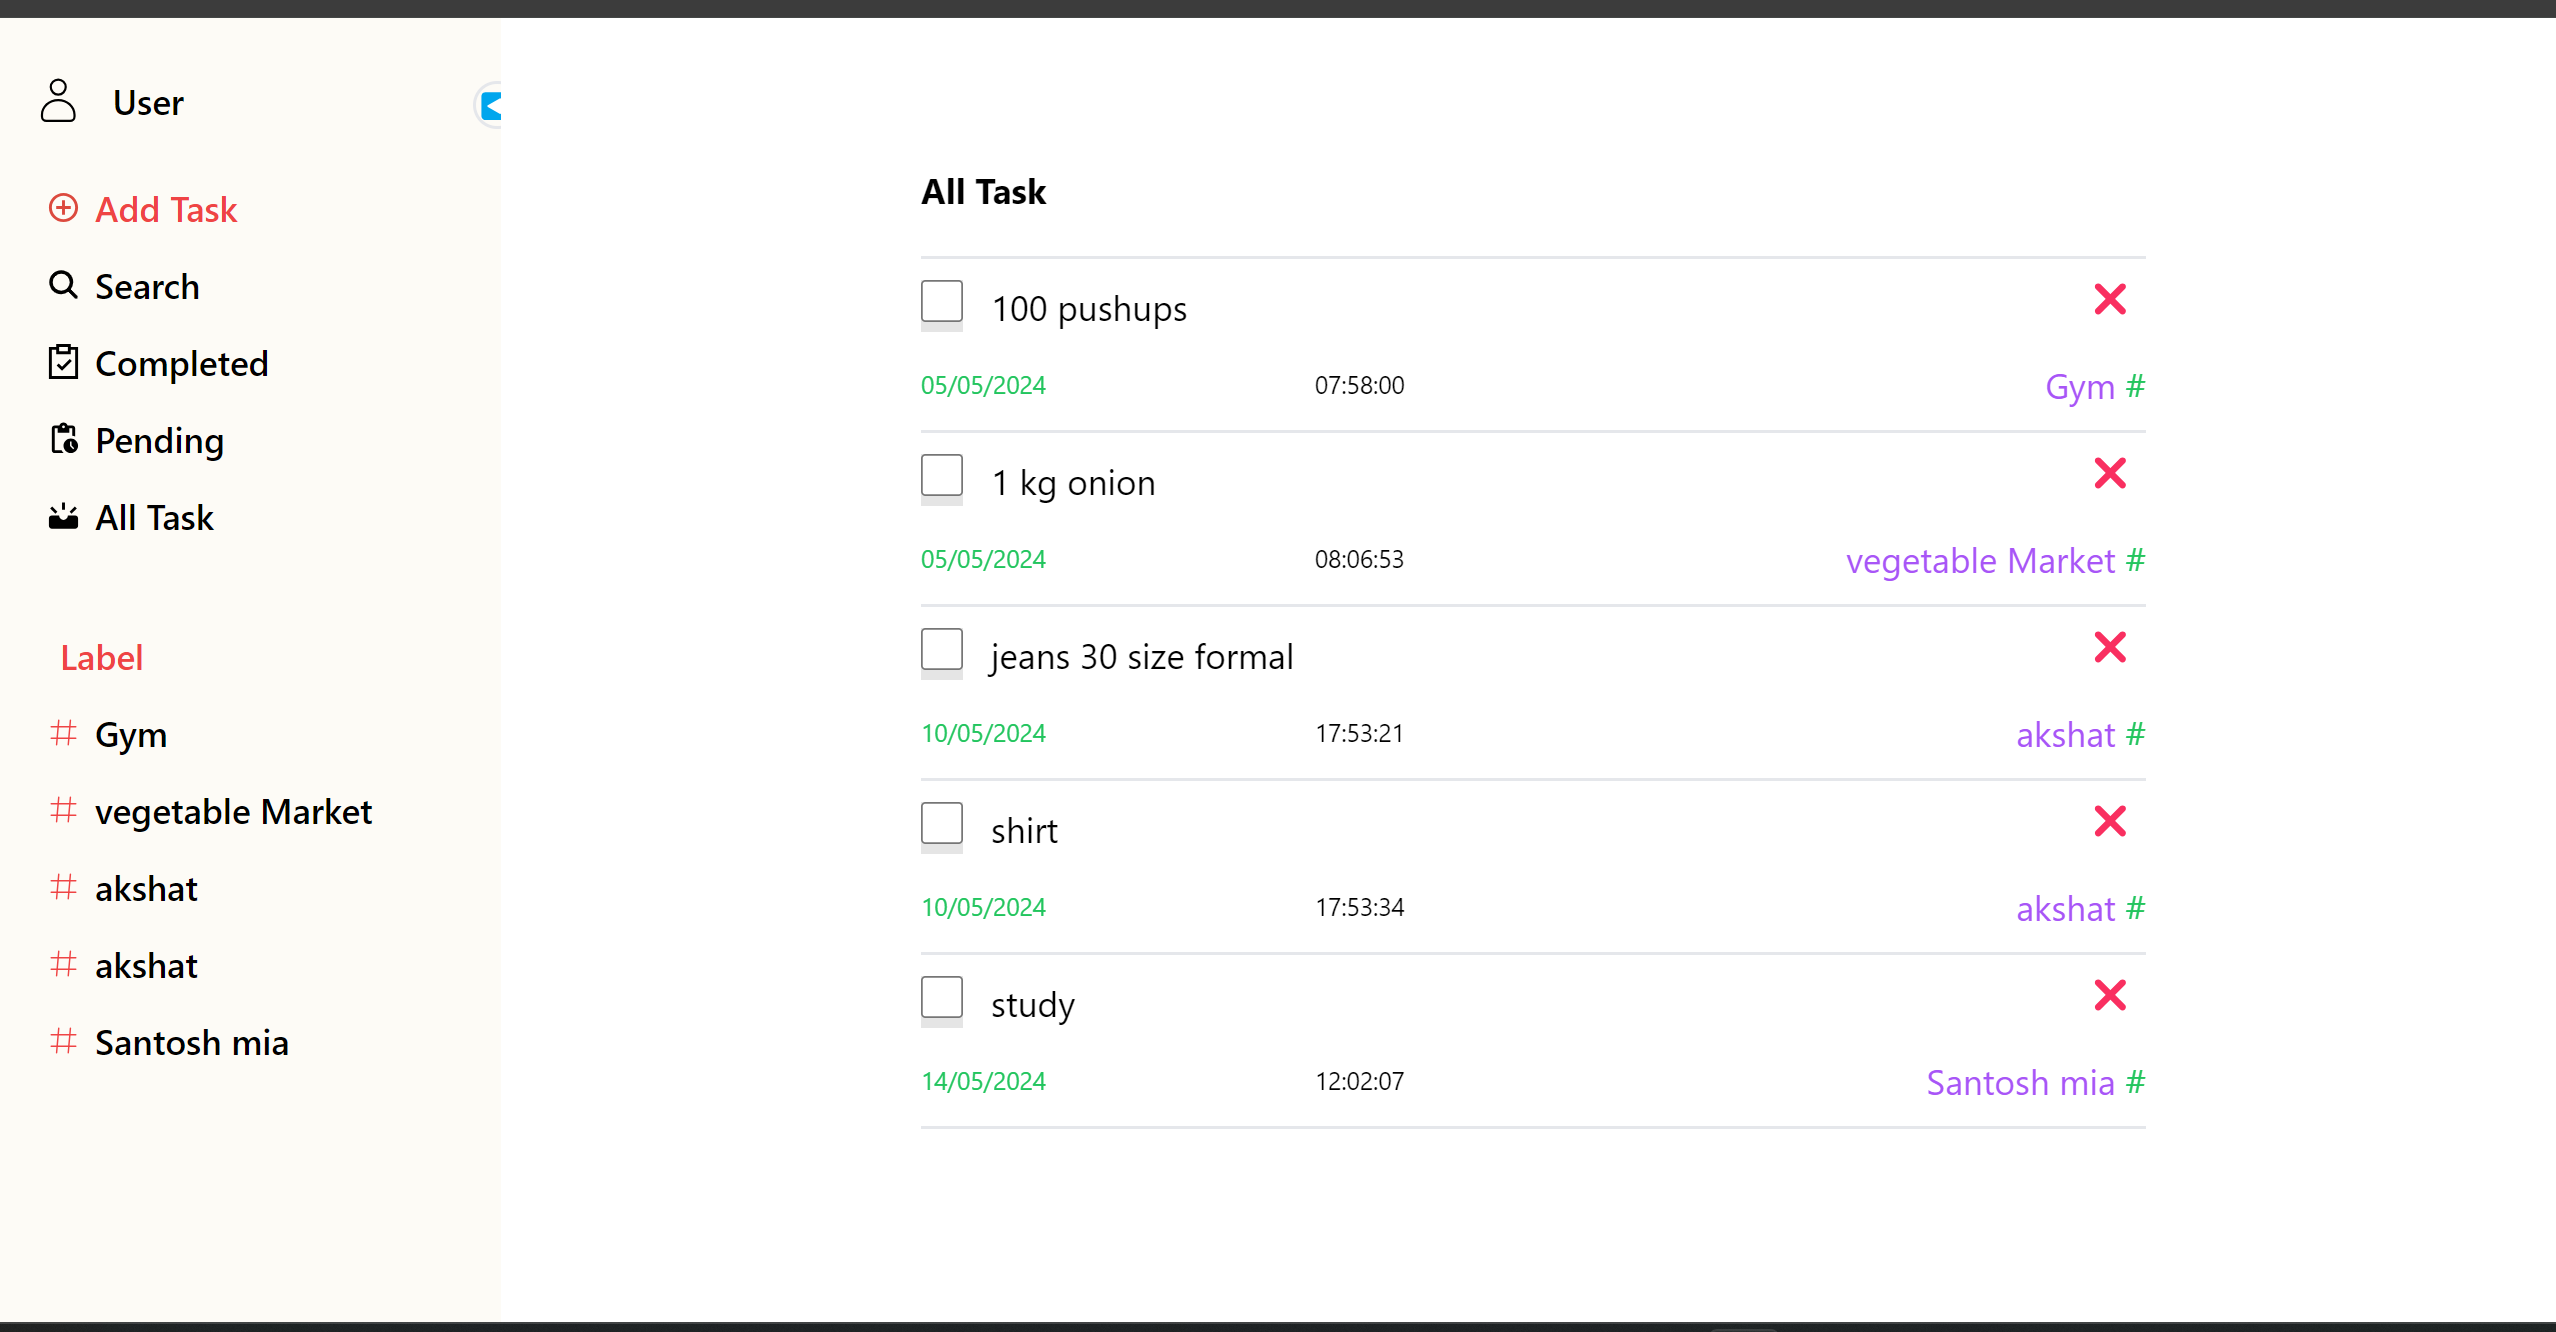 User
Add Task
Search
Completed
Pending
All Task
Label
# Gym
# vegetable Market
# akshat
# akshat
# Santosh mia
All Task
100 pushups
05/05/2024 07:58:00 Gym #
1 kg onion
05/05/2024 08:06:53 vegetable Market #
jeans 30 size formal
10/05/2024 17:53:21 akshat #
shirt
10/05/2024 17:53:34 akshat #
study
14/05/2024 12:02:07 Santosh mia #